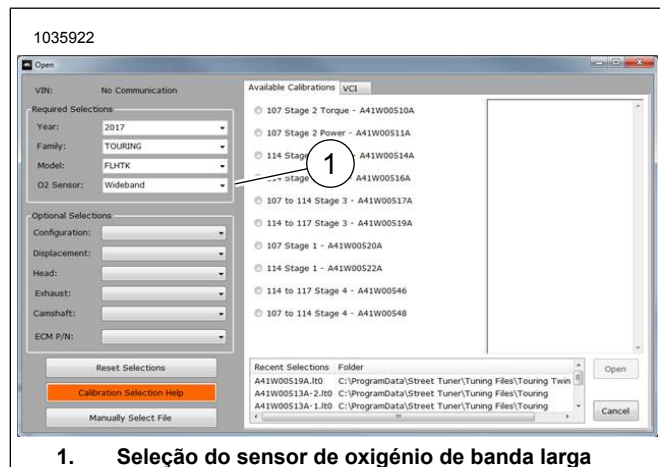 1035922
Open
VIN: No Communication
Required Selections
Year: 2017
Family: TOURING
Model: FLHTK
O2 Sensor: Wideband
Optional Selections
Configuration:
Displacement:
Head:
Exhaust:
Camshaft:
ECM P/N:
Reset Selections
Calibration Selection Help
Manually Select File
Available Calibrations VCI
107 Stage 2 Torque - A41W00510A
107 Stage 2 Power - A41W00511A
114 Stage A41W00514A
Stage A41W00516A
107 to 114 Stage 3 - A41W00517A
114 to 117 Stage 3 - A41W00519A
107 Stage 1 - A41W00520A
114 Stage 1 - A41W00522A
114 to 117 Stage 4 - A41W00546
107 to 114 Stage 4 - A41W00548
1
Recent Selections Folder
A41W00519A.lt0 C:\ProgramData\Street Tuner\Tuning Files\Touring Twin
A41W00513A-2.lt0 C:\ProgramData\Street Tuner\Tuning Files\Touring
A41W00513A-1.lt0 C:\ProgramData\Street Tuner\Tuning Files\Touring
Open
Cancel
1. Seleção do sensor de oxigénio de banda larga